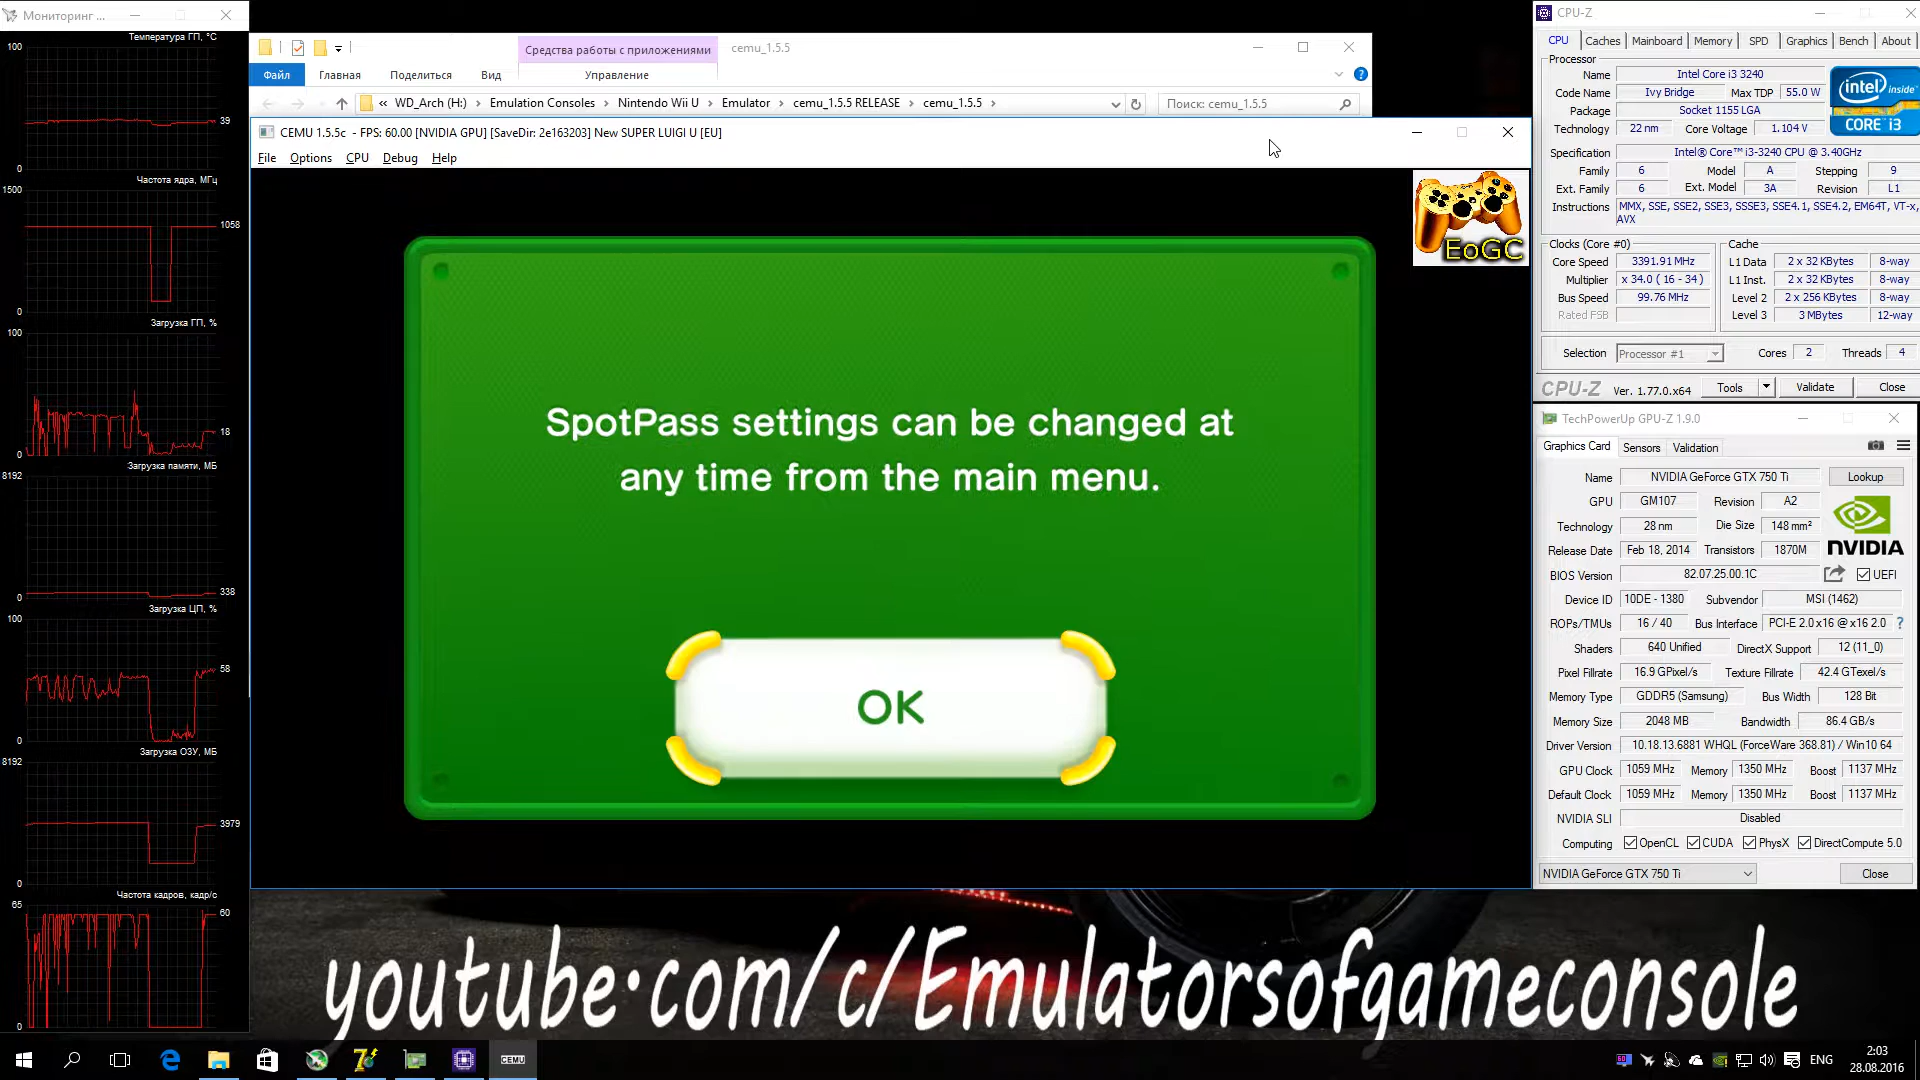 Мониторинг ...
Температура ГП, °C
100
39
0
Частота ядра, МГц
1500
1058
0
Загрузка ГП, %
100
18
0
Загрузка памяти, МБ
8192
338
0
Загрузка ЦП, %
100
58
0
Загрузка ОЗУ, МБ
8192
3979
0
Частота кадров, кадр/с
65
60
0
Средства работы с приложениями
cemu_1.5.5
Файл
Главная
Поделиться
Вид
Управление
« WD_Arch (H:) › Emulation Consoles › Nintendo Wii U › Emulator › cemu_1.5.5 RELEASE › cemu_1.5.5 ›
Поиск: cemu_1.5.5
CEMU 1.5.5c - FPS: 60.00 [NVIDIA GPU] [SaveDir: 2e163203] New SUPER LUIGI U [EU]
File Options CPU Debug Help
EoGC
SpotPass settings can be changed at
any time from the main menu.
OK
CPU-Z
CPU Caches Mainboard Memory SPD Graphics Bench About
Processor
Name Intel Core i3 3240
Code Name Ivy Bridge Max TDP 55.0 W
Package Socket 1155 LGA
Technology 22 nm Core Voltage 1.104 V
intel inside™
CORE i3
Specification Intel® Core™ i3-3240 CPU @ 3.40GHz
Family 6 Model A Stepping 9
Ext. Family 6 Ext. Model 3A Revision L1
Instructions MMX, SSE, SSE2, SSE3, SSSE3, SSE4.1, SSE4.2, EM64T, VT-x,
AVX
Clocks (Core #0)
Core Speed 3391.91 MHz
Multiplier x 34.0 ( 16 - 34 )
Bus Speed 99.76 MHz
Rated FSB
Cache
L1 Data 2 x 32 KBytes 8-way
L1 Inst. 2 x 32 KBytes 8-way
Level 2 2 x 256 KBytes 8-way
Level 3 3 MBytes 12-way
Selection Processor #1 Cores 2 Threads 4
CPU-Z Ver. 1.77.0.x64 Tools Validate Close
TechPowerUp GPU-Z 1.9.0
Graphics Card Sensors Validation
Name NVIDIA GeForce GTX 750 Ti Lookup
GPU GM107 Revision A2
Technology 28 nm Die Size 148 mm²
Release Date Feb 18, 2014 Transistors 1870M
NVIDIA
BIOS Version 82.07.25.00.1C UEFI
Device ID 10DE - 1380 Subvendor MSI (1462)
ROPs/TMUs 16 / 40 Bus Interface PCI-E 2.0 x16 @ x16 2.0 ?
Shaders 640 Unified DirectX Support 12 (11_0)
Pixel Fillrate 16.9 GPixel/s Texture Fillrate 42.4 GTexel/s
Memory Type GDDR5 (Samsung) Bus Width 128 Bit
Memory Size 2048 MB Bandwidth 86.4 GB/s
Driver Version 10.18.13.6881 WHQL (ForceWare 368.81) / Win10 64
GPU Clock 1059 MHz Memory 1350 MHz Boost 1137 MHz
Default Clock 1059 MHz Memory 1350 MHz Boost 1137 MHz
NVIDIA SLI Disabled
Computing OpenCL CUDA PhysX DirectCompute 5.0
NVIDIA GeForce GTX 750 Ti Close
youtube.com/c/Emulatorsofgameconsole
CEMU
60
ENG
2:03
28.08.2016